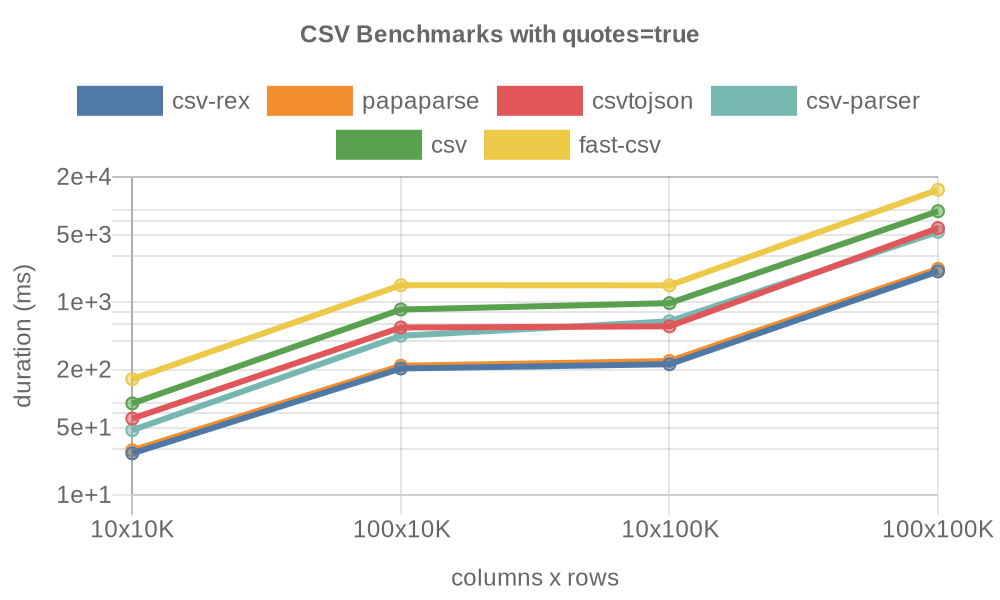 CSV Benchmarks with quotes=true
csv-rex papaparse csvtojson csv-parser
csv fast-csv
2e+4
5e+3
1e+3
2e+2
5e+1
1e+1
duration (ms)
10x10K 100x10K 10x100K 100x100K
columns x rows